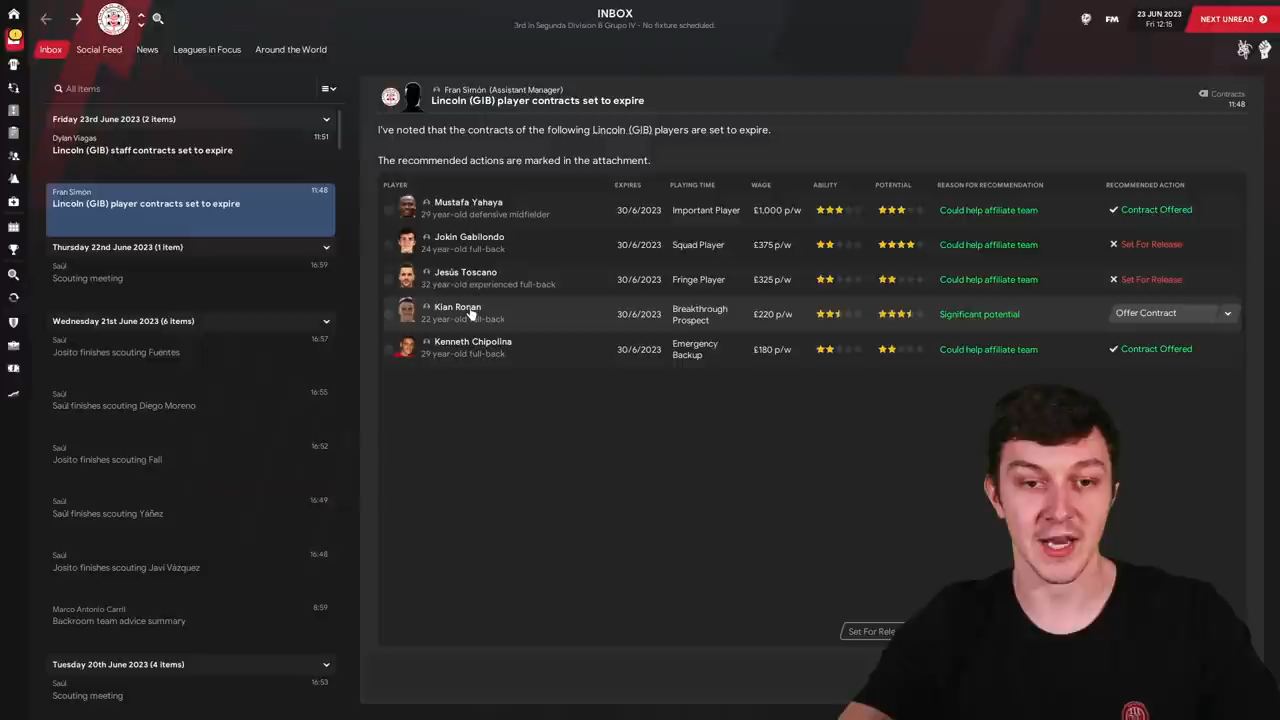 INBOX
3rd in Segunda Division B Grupo IV - No fixture scheduled.
FM
23 JUN 2023
Fri 12:15
NEXT UNREAD
Inbox
Social Feed
News
Leagues in Focus
Around the World
All Items
Friday 23rd June 2023 (2 items)
Dylan Viagas
11:51
Lincoln (GIB) staff contracts set to expire
Fran Simón
11:48
Lincoln (GIB) player contracts set to expire
Thursday 22nd June 2023 (1 item)
Saúl
16:59
Scouting meeting
Wednesday 21st June 2023 (6 items)
Saúl
16:57
Josito finishes scouting Fuentes
Saúl
16:55
Josito finishes scouting Diego Moreno
Saúl
16:52
Josito finishes scouting Fall
Saúl
16:49
Saúl finishes scouting Yáñez
Saúl
16:48
Josito finishes scouting Javi Vázquez
Marco Antonio Carril
8:59
Backroom team advice summary
Tuesday 20th June 2023 (4 items)
Saúl
16:53
Scouting meeting
Fran Simón (Assistant Manager)
Lincoln (GIB) player contracts set to expire
Contracts
11:48
I've noted that the contracts of the following Lincoln (GIB) players are set to expire.
The recommended actions are marked in the attachment.
PLAYER EXPIRES PLAYING TIME WAGE ABILITY POTENTIAL REASON FOR RECOMMENDATION RECOMMENDED ACTION
Mustafa Yahaya
29 year-old defensive midfielder
30/6/2023 Important Player £1,000 p/w Could help affiliate team Contract Offered
Jokin Gabilondo
24 year-old full-back
30/6/2023 Squad Player £375 p/w Could help affiliate team Set For Release
Jesús Toscano
32 year-old experienced full-back
30/6/2023 Fringe Player £325 p/w Could help affiliate team Set For Release
Kian Ronan
22 year-old full-back
30/6/2023 Breakthrough Prospect £220 p/w Significant potential Offer Contract
Kenneth Chipolina
29 year-old full-back
30/6/2023 Emergency Backup £180 p/w Could help affiliate team Contract Offered
Set For Rele